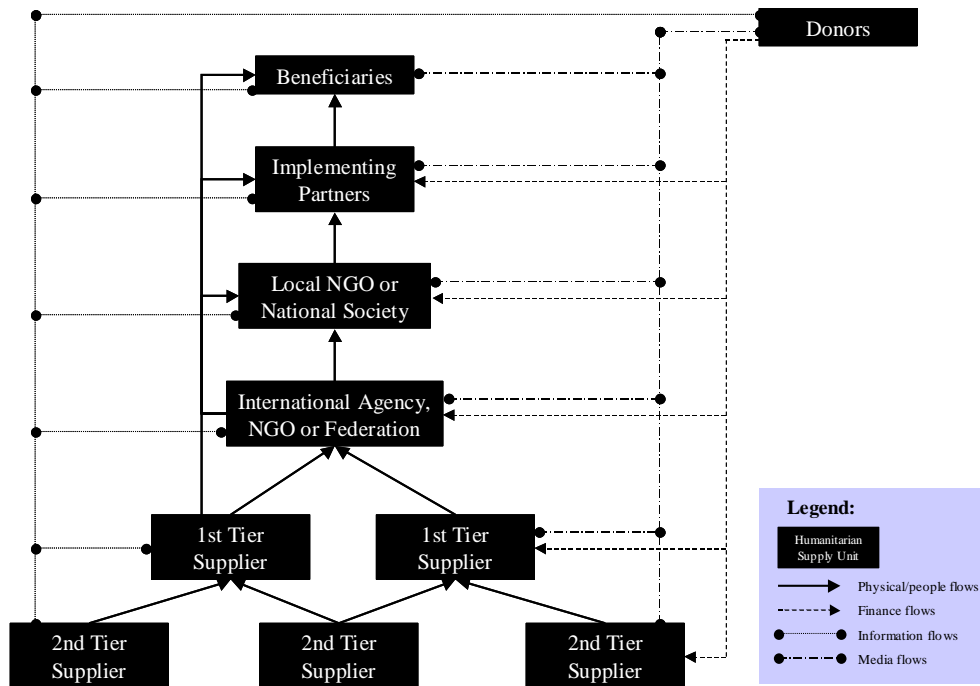 Donors
Beneficiaries
Implementing
Partners
Local NGO or
National Society
International Agency,
NGO or Federation
1st Tier
Supplier
1st Tier
Supplier
2nd Tier
Supplier
2nd Tier
Supplier
2nd Tier
Supplier
Legend:
Humanitarian
Supply Unit
Physical/people flows
Finance flows
Information flows
Media flows